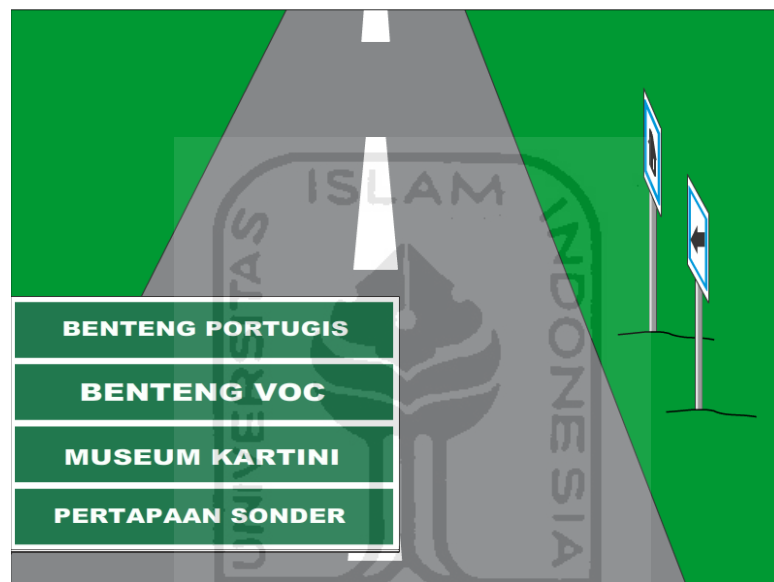 BENTENG PORTUGIS
BENTENG VOC
MUSEUM KARTINI
PERTAPAAN SONDER
UNIVERSITAS
ISLAM
INDONESIA